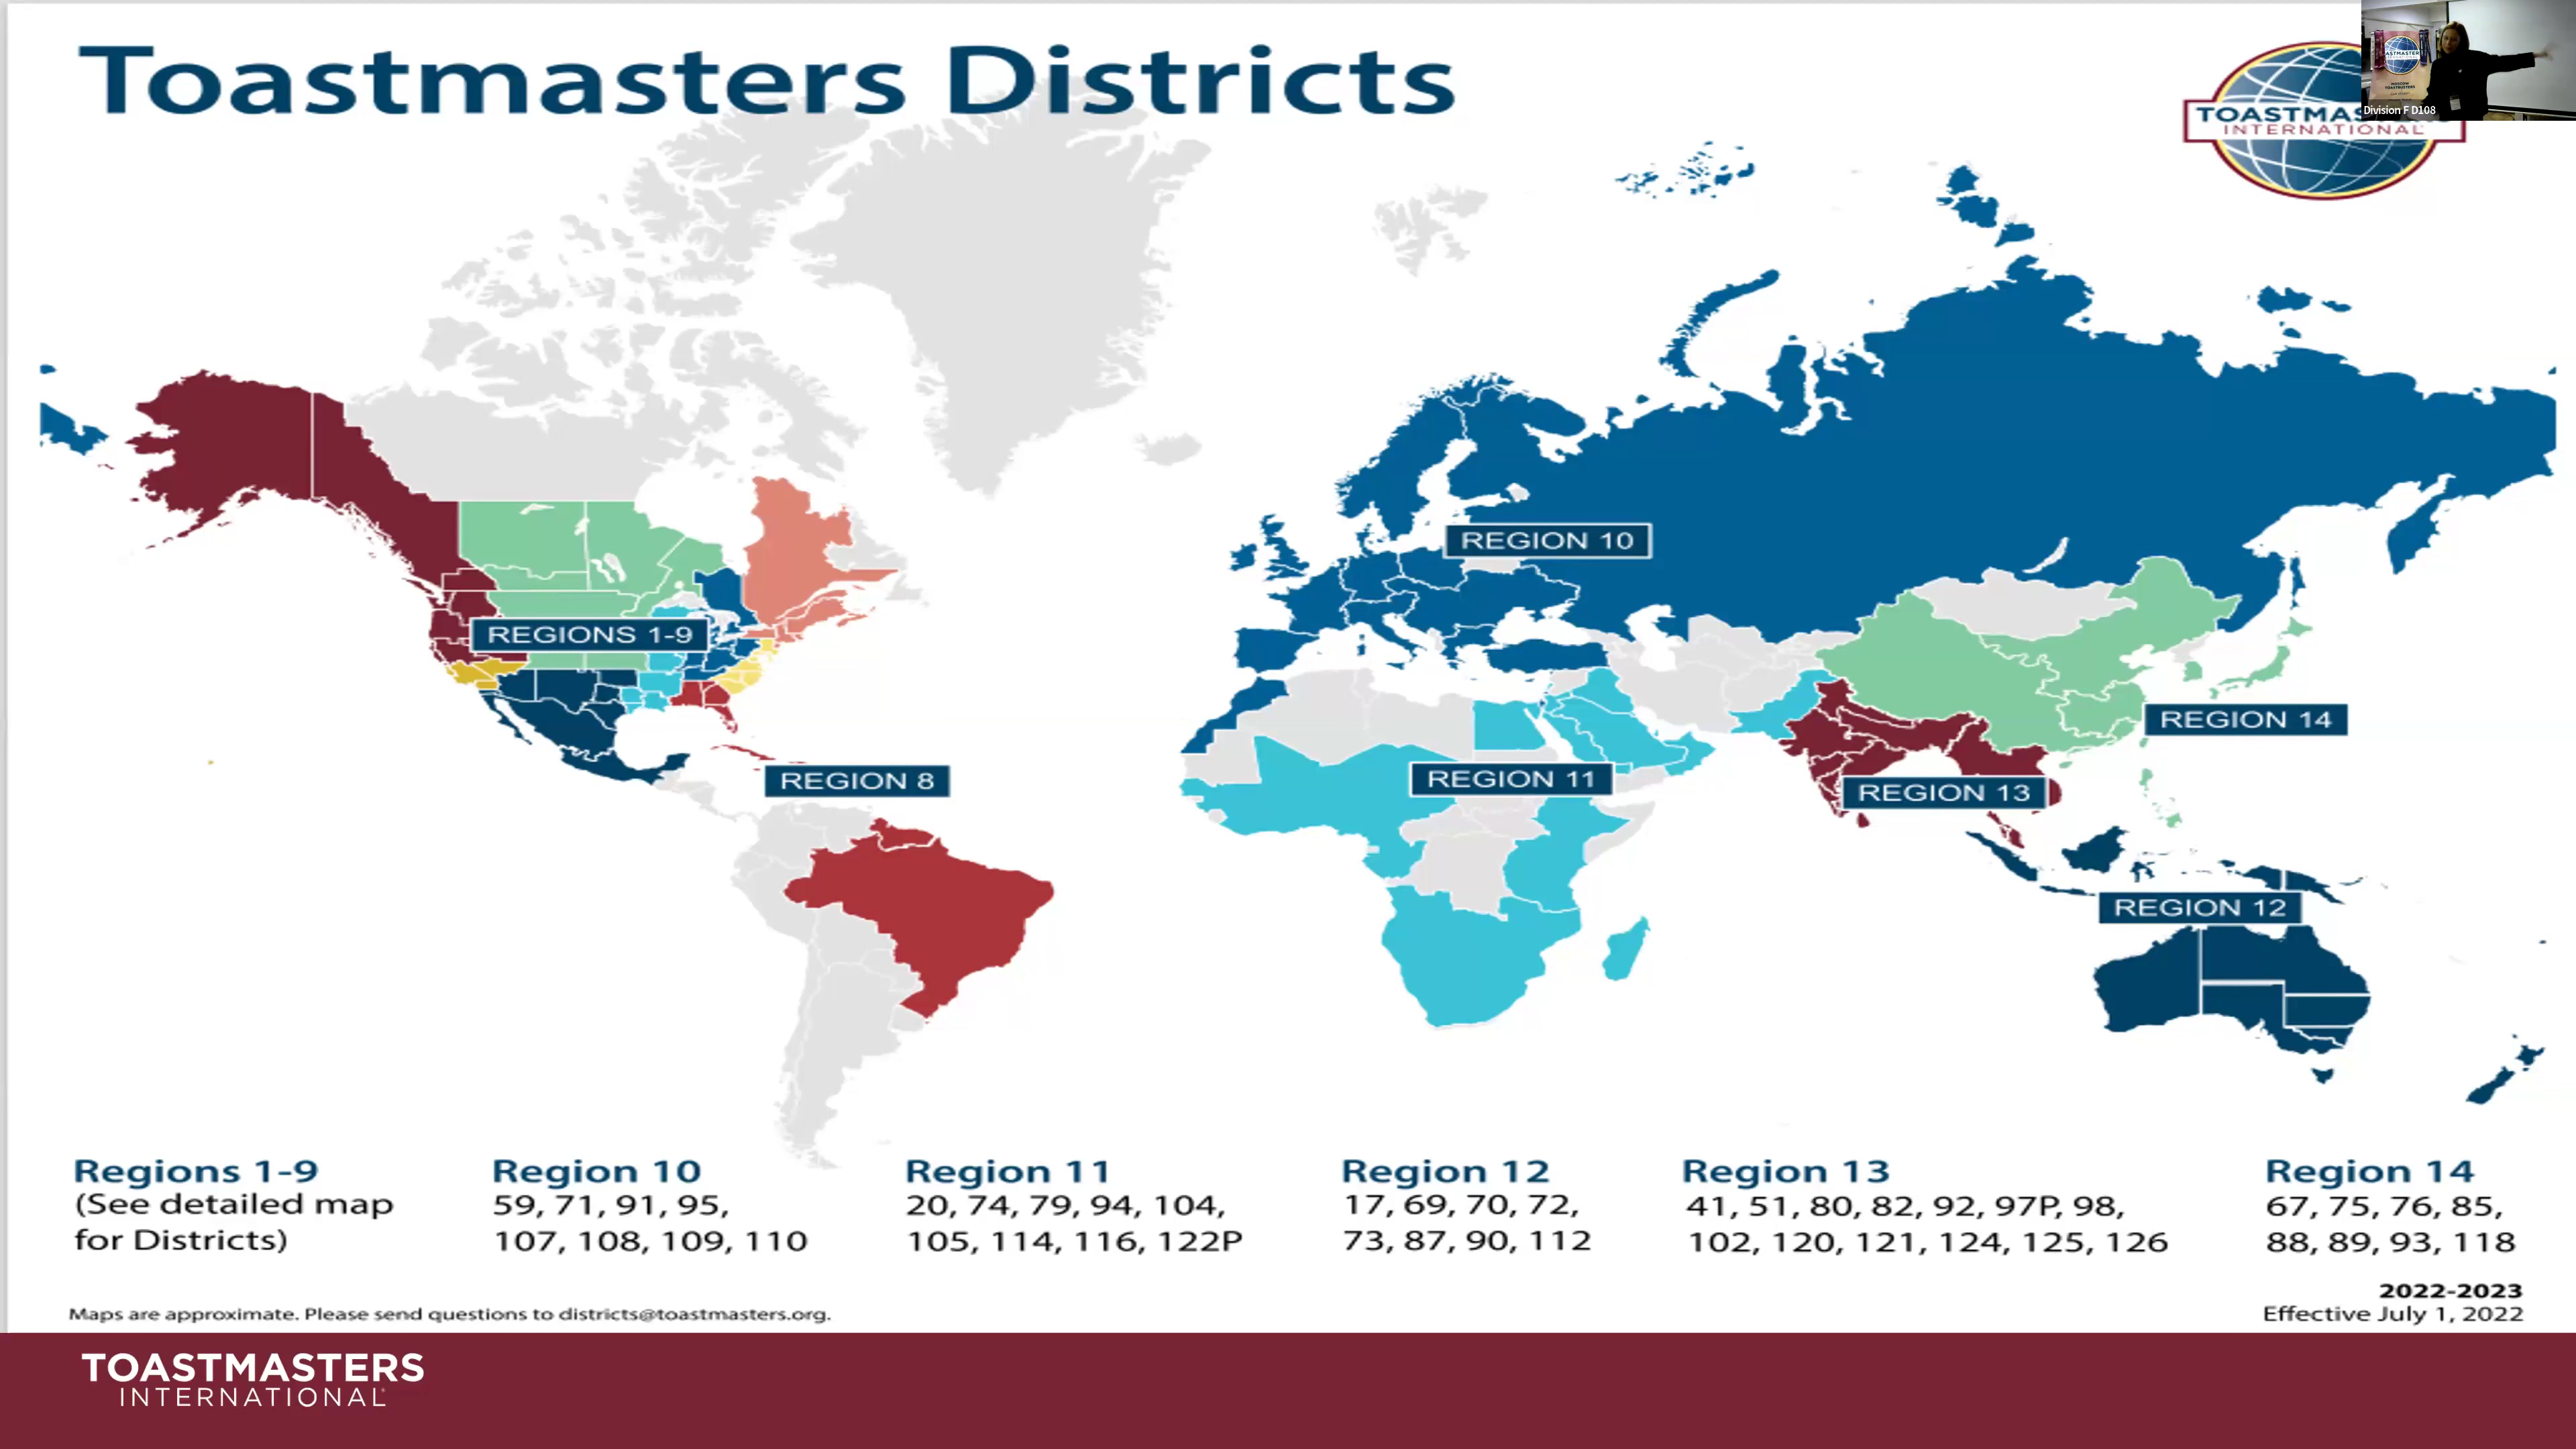 Toastmasters Districts
TOASTMAS
INTERNATIONAL
Division F D108
REGIONS 1-9
REGION 8
REGION 10
REGION 11
REGION 14
REGION 13
REGION 12
Regions 1-9
(See detailed map
for Districts)
Region 10
59, 71, 91, 95,
107, 108, 109, 110
Region 11
20, 74, 79, 94, 104,
105, 114, 116, 122P
Region 12
17, 69, 70, 72,
73, 87, 90, 112
Region 13
41, 51, 80, 82, 92, 97P, 98,
102, 120, 121, 124, 125, 126
Region 14
67, 75, 76, 85,
88, 89, 93, 118
2022-2023
Effective July 1, 2022
Maps are approximate. Please send questions to districts@toastmasters.org.
TOASTMASTERS
INTERNATIONAL